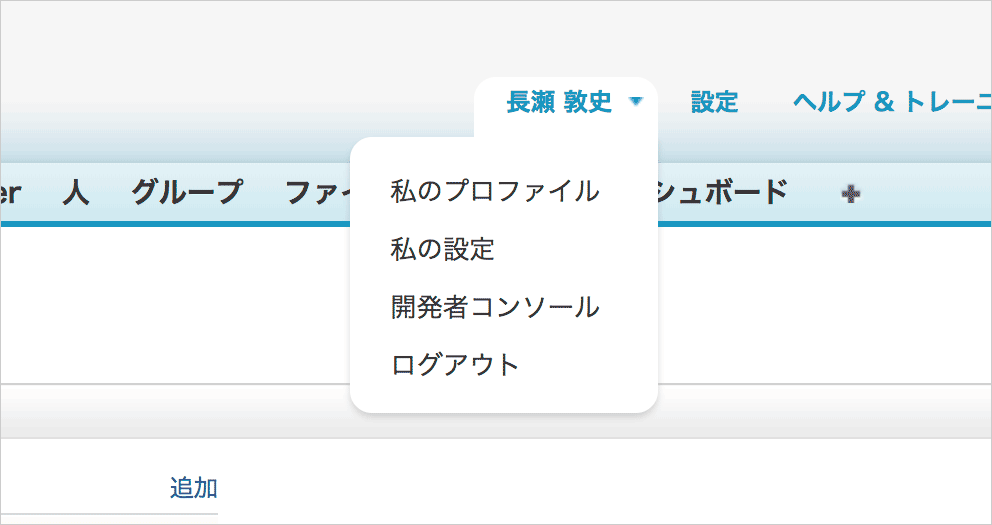 長瀬 敦史 設定 ヘルプ & トレーニ
er 人 グループ ファイ シュボード
私のプロファイル
私の設定
開発者コンソール
ログアウト
追加